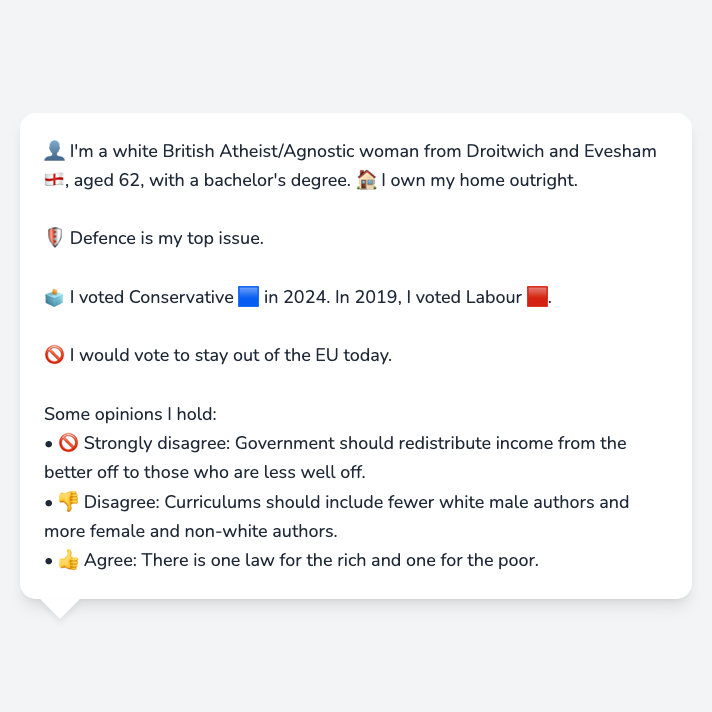 👤 I'm a white British Atheist/Agnostic woman from Droitwich and Evesham
🏴󠁧󠁢󠁥󠁮󠁧󠁿, aged 62, with a bachelor's degree. 🏠 I own my home outright.
🛡️ Defence is my top issue.
🗳️ I voted Conservative 🟦 in 2024. In 2019, I voted Labour 🟥.
🚫 I would vote to stay out of the EU today.
Some opinions I hold:
• 🚫 Strongly disagree: Government should redistribute income from the
better off to those who are less well off.
• 👎 Disagree: Curriculums should include fewer white male authors and
more female and non-white authors.
• 👍 Agree: There is one law for the rich and one for the poor.